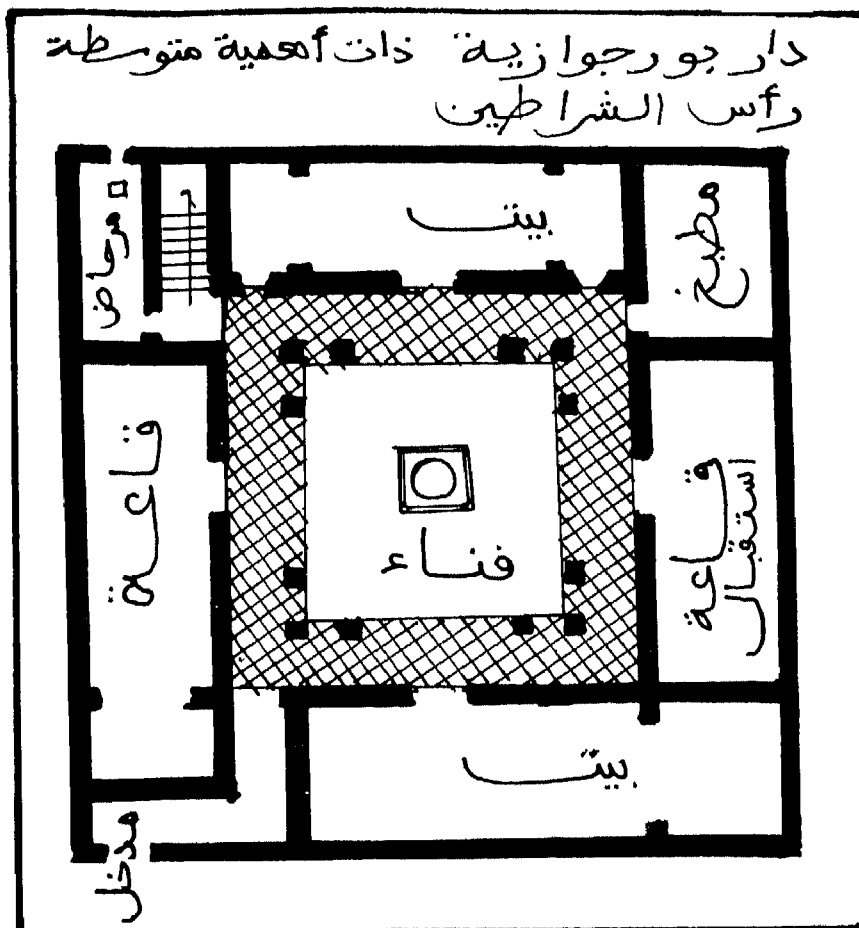 دار بورجوازية ذات أهمية متوسطة
رأس الشراطين
مطبخ
بيت
مرحاض
قاعة
استقبال
فناء
قاعة
بيت
مدخل